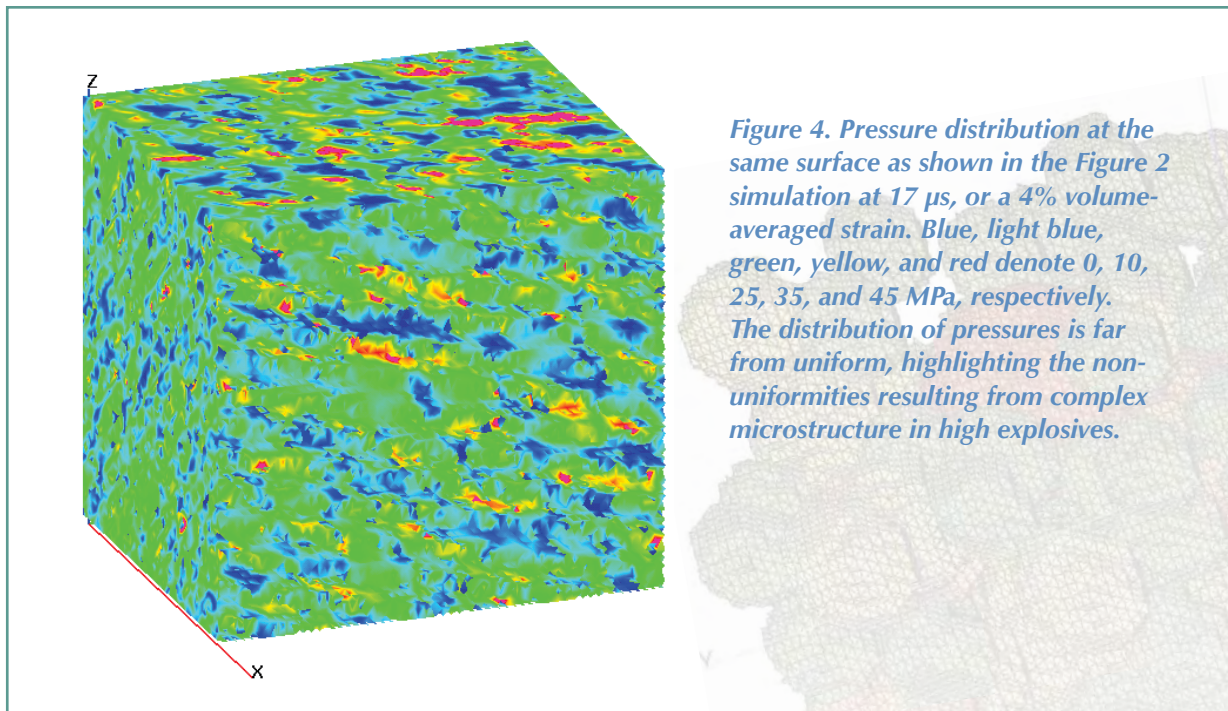 Z
Figure 4. Pressure distribution at the
same surface as shown in the Figure 2
simulation at 17 µs, or a 4% volume-
averaged strain. Blue, light blue,
green, yellow, and red denote 0, 10,
25, 35, and 45 MPa, respectively.
The distribution of pressures is far
from uniform, highlighting the non-
uniformities resulting from complex
microstructure in high explosives.
X